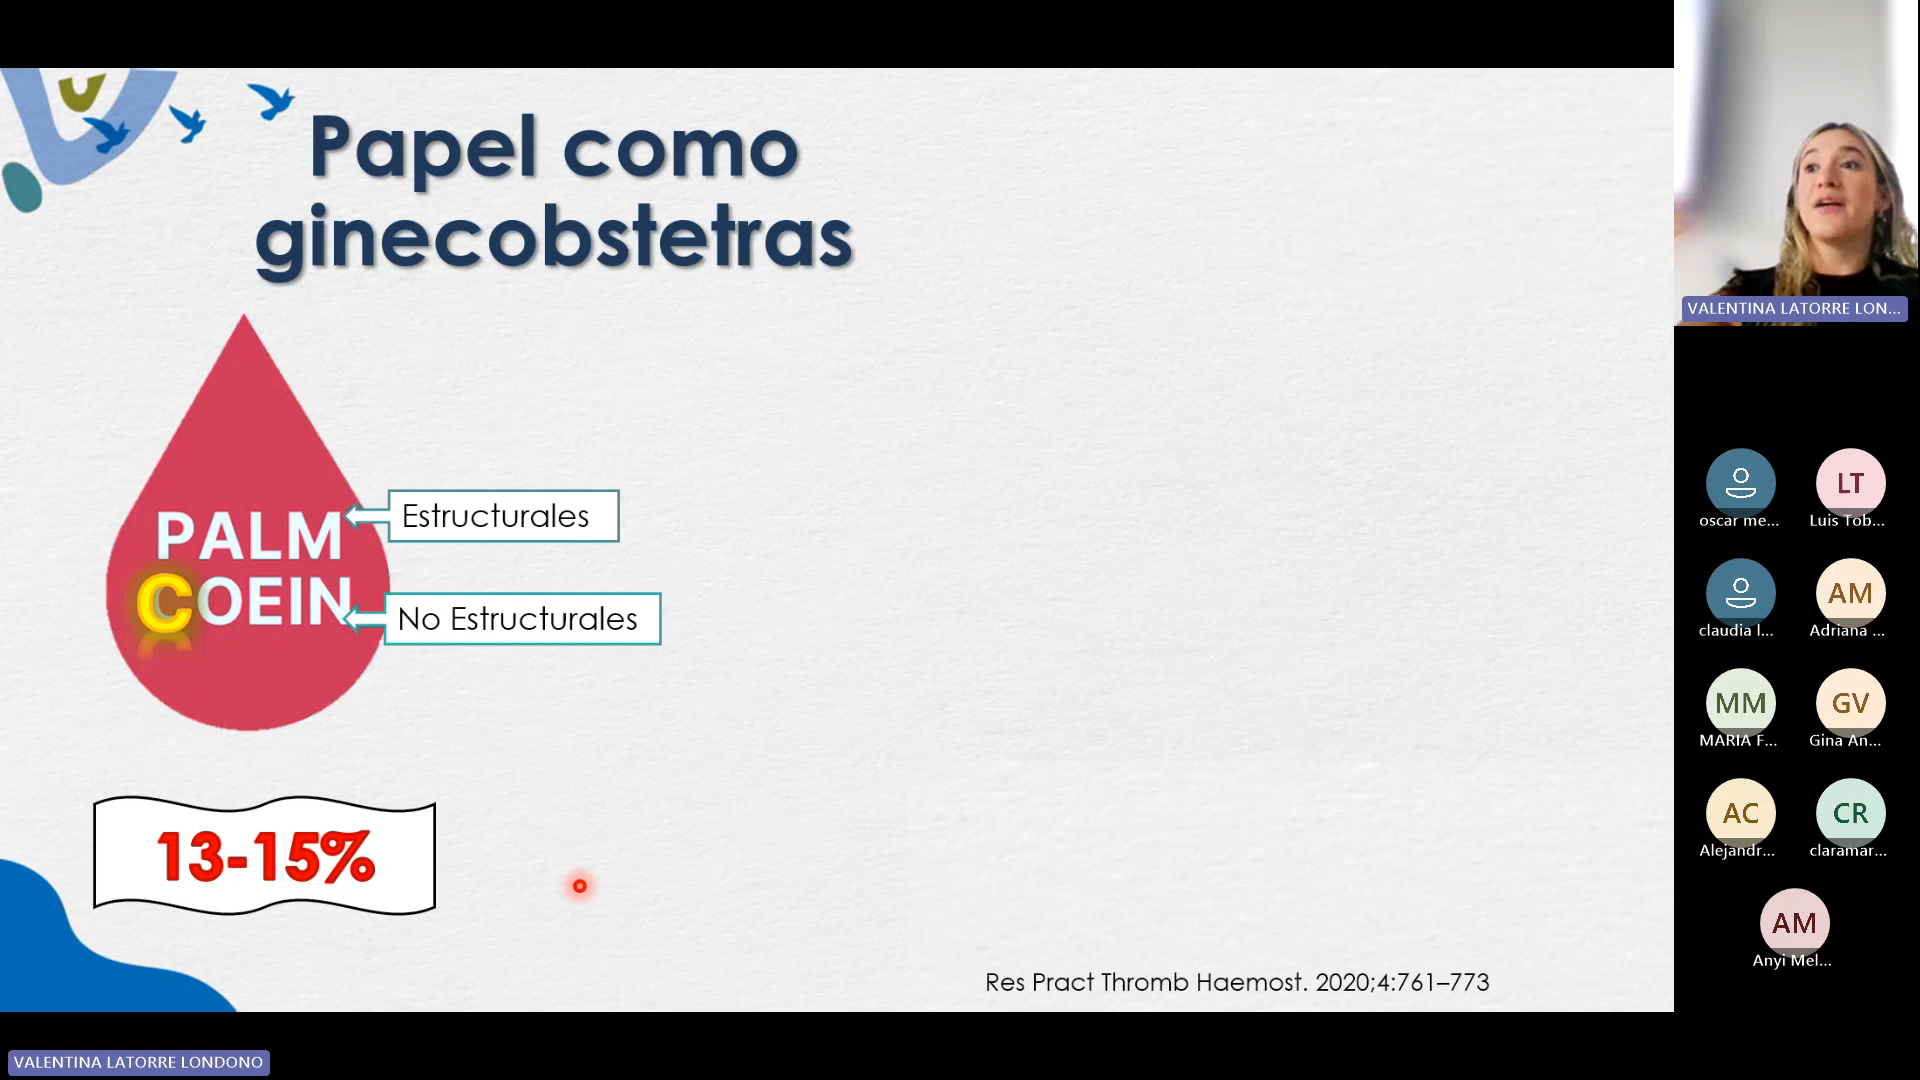 Papel como
ginecobstetras
PALM
COEIN
Estructurales
No Estructurales
13-15%
Res Pract Thromb Haemost. 2020;4:761–773
VALENTINA LATORRE LON...
oscar me...
LT
Luis Tob...
claudia l...
AM
Adriana ...
MM
MARIA F...
GV
Gina An...
AC
Alejandr...
CR
claramar...
AM
Anyi Mel...
VALENTINA LATORRE LONDONO